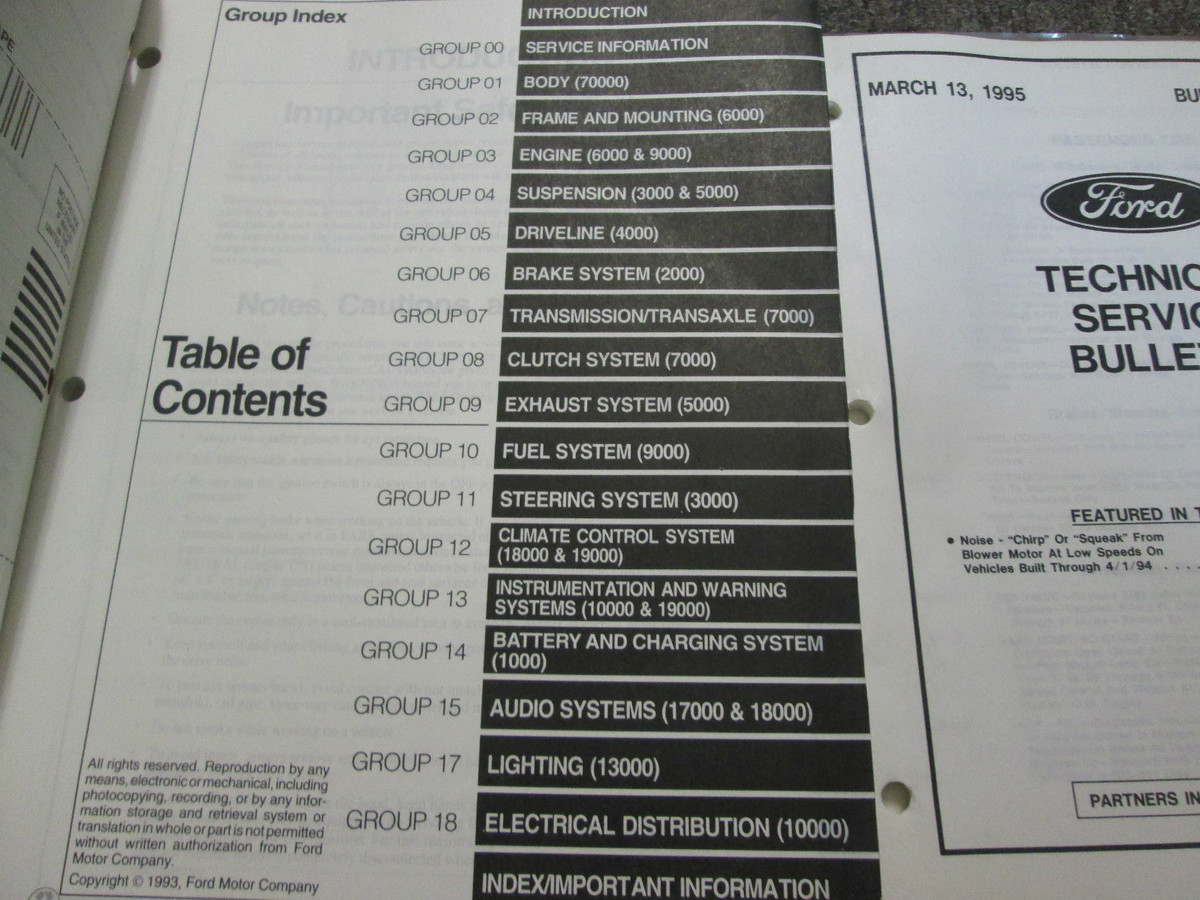 Group Index
INTRODUCTION
GROUP 00 SERVICE INFORMATION
GROUP 01 BODY (70000)
GROUP 02 FRAME AND MOUNTING (6000)
GROUP 03 ENGINE (6000 & 9000)
GROUP 04 SUSPENSION (3000 & 5000)
GROUP 05 DRIVELINE (4000)
GROUP 06 BRAKE SYSTEM (2000)
GROUP 07 TRANSMISSION/TRANSAXLE (7000)
Table of
Contents
GROUP 08 CLUTCH SYSTEM (7000)
GROUP 09 EXHAUST SYSTEM (5000)
GROUP 10 FUEL SYSTEM (9000)
GROUP 11 STEERING SYSTEM (3000)
GROUP 12 CLIMATE CONTROL SYSTEM
(18000 & 19000)
GROUP 13 INSTRUMENTATION AND WARNING
SYSTEMS (10000 & 19000)
GROUP 14 BATTERY AND CHARGING SYSTEM
(1000)
GROUP 15 AUDIO SYSTEMS (17000 & 18000)
GROUP 17 LIGHTING (13000)
GROUP 18 ELECTRICAL DISTRIBUTION (10000)
INDEX/IMPORTANT INFORMATION
All rights reserved. Reproduction by any
means, electronic or mechanical, including
photocopying, recording, or by any infor-
mation storage and retrieval system or
translation in whole or part is not permitted
without written authorization from Ford
Motor Company.
Copyright © 1993, Ford Motor Company
MARCH 13, 1995
BU
Ford
TECHNIC
SERVIC
BULLE
FEATURED IN T
• Noise - “Chirp” Or “Squeak” From
Blower Motor At Low Speeds On
Vehicles Built Through 4/1/94 . . . .
PARTNERS IN